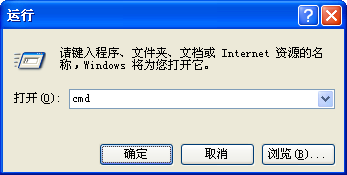 运行
请键入程序、文件夹、文档或 Internet 资源的名
称,Windows 将为您打开它。
打开(O): cmd
确定 取消 浏览(B)...